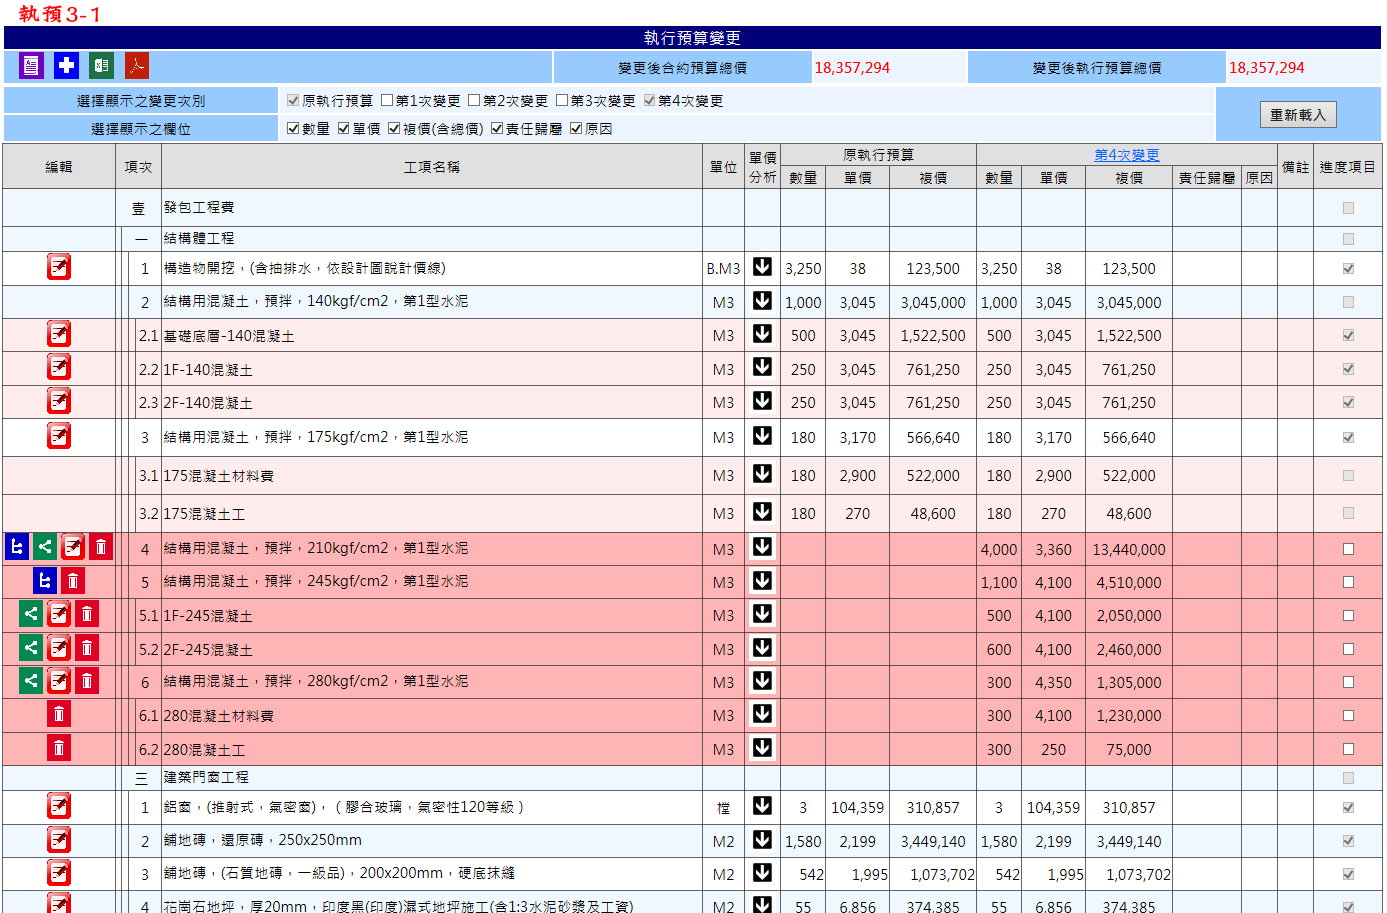 執預3-1
執行預算變更
變更後合約預算總價 18,357,294 變更後執行預算總價 18,357,294
選擇顯示之變更次別 原執行預算 第1次變更 第2次變更 第3次變更 第4次變更
重新載入
選擇顯示之欄位 數量 單價 複價(含總價) 責任歸屬 原因
編輯 項次 工項名稱 單位 單價分析 原執行預算 第4次變更 備註 進度項目
數量 單價 複價 數量 單價 複價 責任歸屬 原因
壹 發包工程費
一 結構體工程
1 構造物開挖，(含抽排水，依設計圖說計價線) B.M3 3,250 38 123,500 3,250 38 123,500
2 結構用混凝土，預拌，140kgf/cm2，第1型水泥 M3 1,000 3,045 3,045,000 1,000 3,045 3,045,000
2.1 基礎底層-140混凝土 M3 500 3,045 1,522,500 500 3,045 1,522,500
2.2 1F-140混凝土 M3 250 3,045 761,250 250 3,045 761,250
2.3 2F-140混凝土 M3 250 3,045 761,250 250 3,045 761,250
3 結構用混凝土，預拌，175kgf/cm2，第1型水泥 M3 180 3,170 566,640 180 3,170 566,640
3.1 175混凝土材料費 M3 180 2,900 522,000 180 2,900 522,000
3.2 175混凝土工 M3 180 270 48,600 180 270 48,600
4 結構用混凝土，預拌，210kgf/cm2，第1型水泥 M3 4,000 3,360 13,440,000
5 結構用混凝土，預拌，245kgf/cm2，第1型水泥 M3 1,100 4,100 4,510,000
5.1 1F-245混凝土 M3 500 4,100 2,050,000
5.2 2F-245混凝土 M3 600 4,100 2,460,000
6 結構用混凝土，預拌，280kgf/cm2，第1型水泥 M3 300 4,350 1,305,000
6.1 280混凝土材料費 M3 300 4,100 1,230,000
6.2 280混凝土工 M3 300 250 75,000
三 建築門窗工程
1 鋁窗，(推射式，氣密窗)，（膠合玻璃，氣密性120等級） 樘 3 104,359 310,857 3 104,359 310,857
2 舖地磚，還原磚，250x250mm M2 1,580 2,199 3,449,140 1,580 2,199 3,449,140
3 舖地磚，(石質地磚，一級品)，200x200mm，硬底抹縫 M2 542 1,995 1,073,702 542 1,995 1,073,702
4 花崗石地坪，厚20mm，印度黑(印度)濕式地坪施工(含1:3水泥砂漿及工資) M2 55 6,856 374,385 55 6,856 374,385